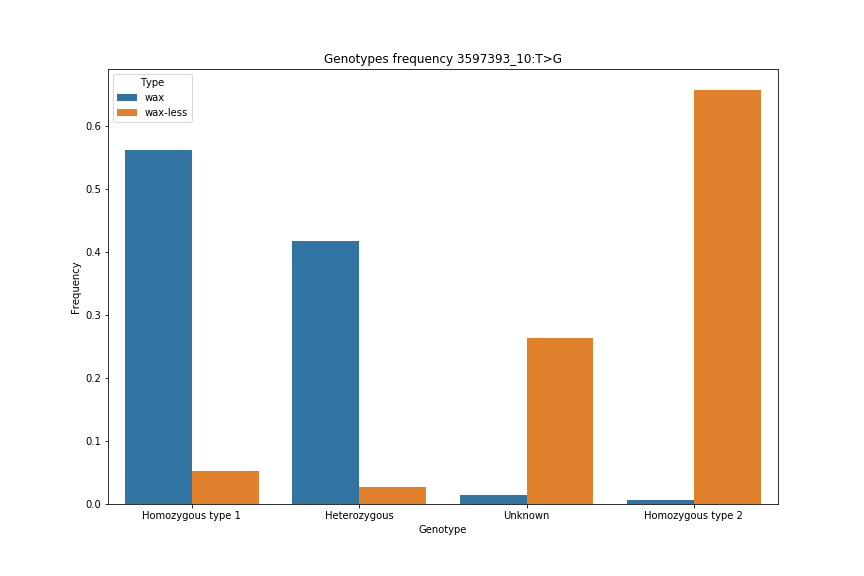 Genotypes frequency 3597393_10:T>G
Type
wax
wax-less
0.6
0.5
0.4
0.3
0.2
0.1
0.0
Frequency
Homozygous type 1 Heterozygous Unknown Homozygous type 2
Genotype